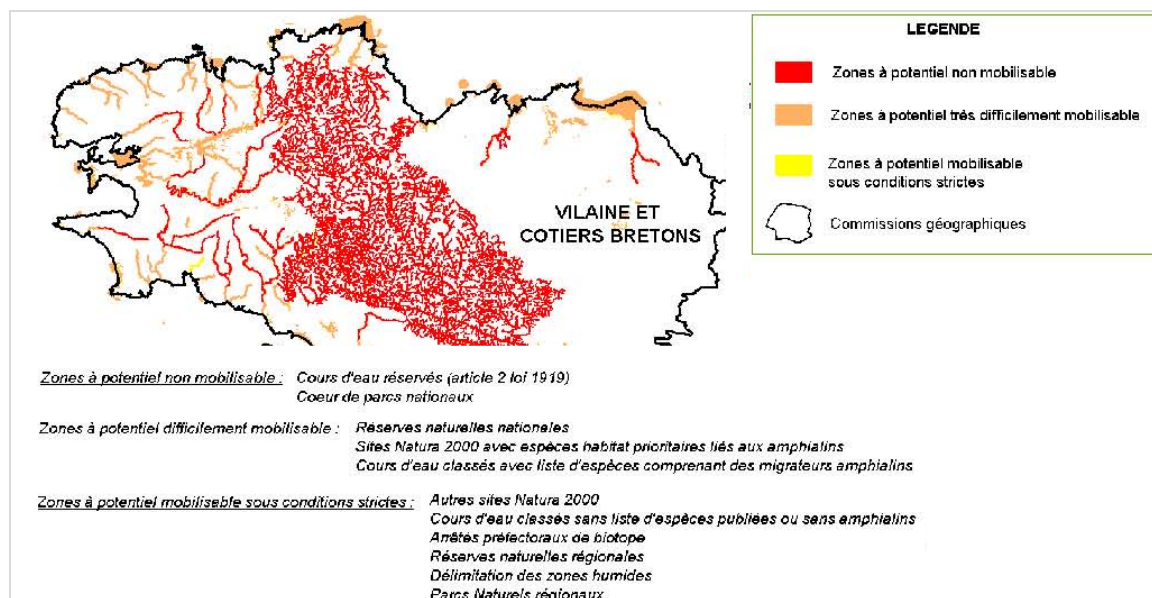 VILAINE ET
COTIERS BRETONS
LEGENDE
Zones à potentiel non mobilisable
Zones à potentiel très difficilement mobilisable
Zones à potentiel mobilisable
sous conditions strictes
Commissions géographiques
Zones à potentiel non mobilisable : Cours d'eau réservés (article 2 loi 1919)
Coeur de parcs nationaux
Zones à potentiel difficilement mobilisable : Réserves naturelles nationales
Sites Natura 2000 avec espèces habitat prioritaires liés aux amphialins
Cours d'eau classés avec liste d'espèces comprenant des migrateurs amphialins
Zones à potentiel mobilisable sous conditions strictes : Autres sites Natura 2000
Cours d'eau classés sans liste d'espèces publiées ou sans amphialins
Arrêtés préfectoraux de biotope
Réserves naturelles régionales
Délimitation des zones humides
Parcs Naturels régionaux